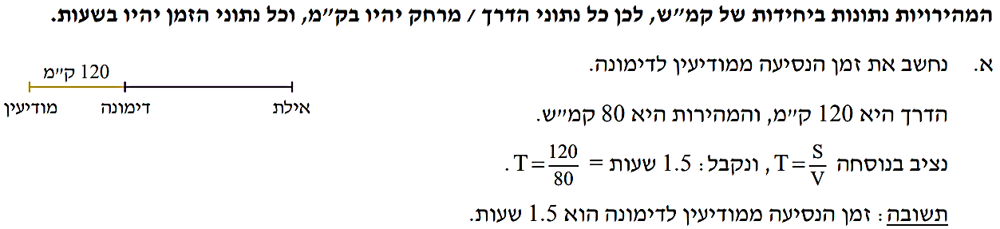 המהירויות נתונות ביחידות של קמ״ש, לכן כל נתוני הדרך / מרחק יהיו בק״מ, וכל נתוני הזמן יהיו בשעות.
א. נחשב את זמן הנסיעה ממודיעין לדימונה.
הדרך היא 120 ק״מ, והמהירות היא 80 קמ״ש.
נציב בנוסחה T = S/V, ונקבל: 1.5 שעות = T = 120/80.
תשובה: זמן הנסיעה ממודיעין לדימונה הוא 1.5 שעות.
120 ק״מ
אילת דימונה מודיעין